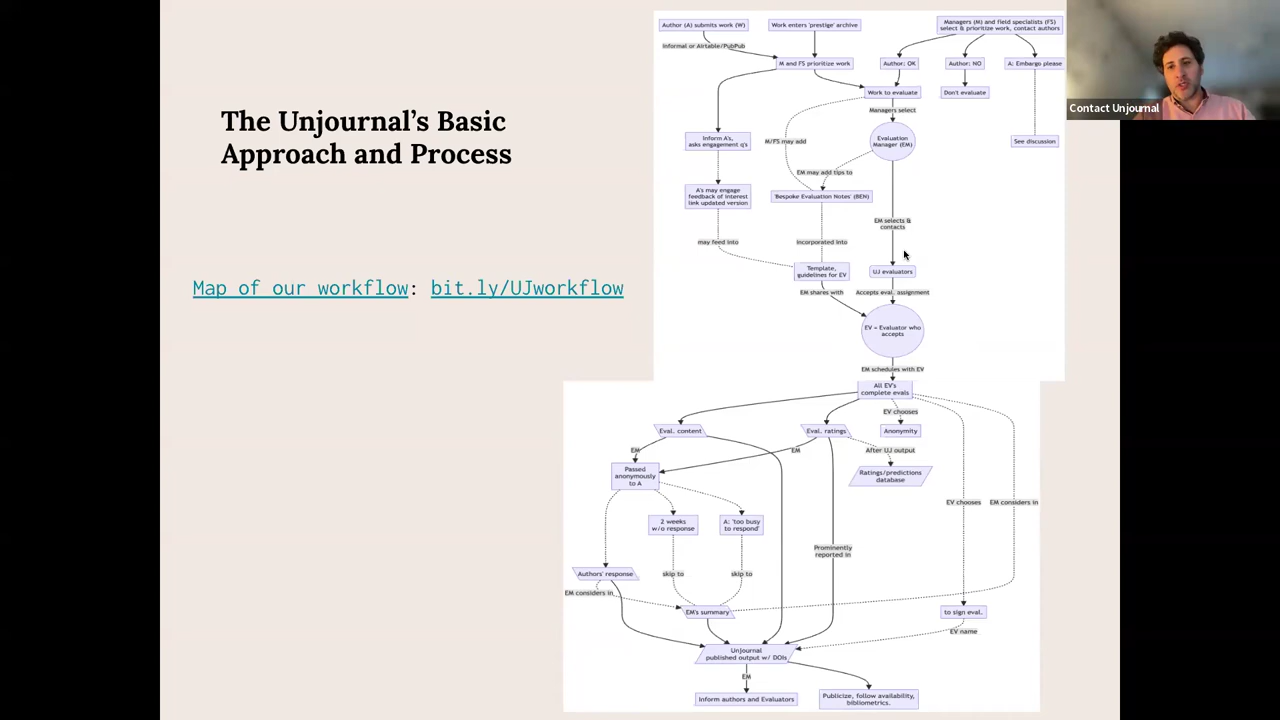 The Unjournal's Basic
Approach and Process
Map of our workflow: bit.ly/UJworkflow
Contact Unjournal
Author (A) submits work (W)
Work enters 'prestige' archive
Managers (M) and field specialists (FS)
select & prioritize work, contact authors
Informal or Airtable/PubPub
M and FS prioritize work
Author: OK
Author: NO
A: Embargo please
Work to evaluate
Don't evaluate
Managers select
Inform A's,
asks engagement q's
M/FS may add
Evaluation
Manager (EM)
See discussion
EM may add tips to
A's may engage
feedback of interest
link updated version
'Bespoke Evaluation Notes' (BEN)
EM selects &
contacts
may feed into
incorporated into
Template,
guidelines for EV
UJ evaluators
EM shares with
Accepts eval. assignment
EV = Evaluator who
accepts
EM schedules with EV
All EV's
complete evals
EV chooses
Eval. content
Eval. ratings
Anonymity
EM
EM
After UJ output
Passed
anonymously
to A
Ratings/predictions
database
EV chooses
EM considers in
2 weeks
w/o response
A: 'too busy
to respond'
Prominently
reported in
Authors' response
skip to
skip to
EM considers in
EM's summary
to sign eval.
EV name
Unjournal
published output w/ DOIs
EM
Inform authors and Evaluators
Publicize, follow availability,
bibliometrics.